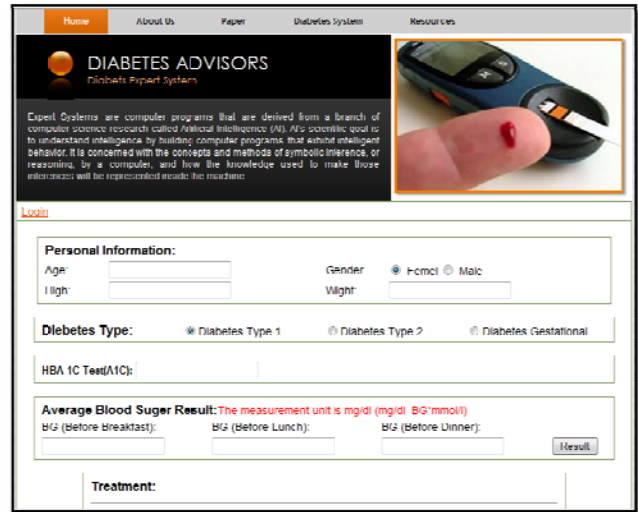 Home About Us Paper Diabetes System Resources
DIABETES ADVISORS
Diabets Expert System
Expert Systems are computer programs that are derived from a branch of
computer science research called Artificial Intelligence (AI). AI's scientific goal is
to understand intelligence by building computer programs that exhibit intelligent
behavior. It is concerned with the concepts and methods of symbolic inference, or
reasoning, by a computer, and how the knowledge used to make those
inferences will be represented inside the machine
Login
Personal Information:
Age: Gender Femel Male
High: Wight:
Diebetes Type: Diabetes Type 1 Diabetes Type 2 Diabetes Gestational
HBA 1C Test(A1C):
Average Blood Suger Result:The measurement unit is mg/dl (mg/dl BG*mmol/l)
BG (Before Breakfast): BG (Before Lunch): BG (Before Dinner):
Result
Treatment: